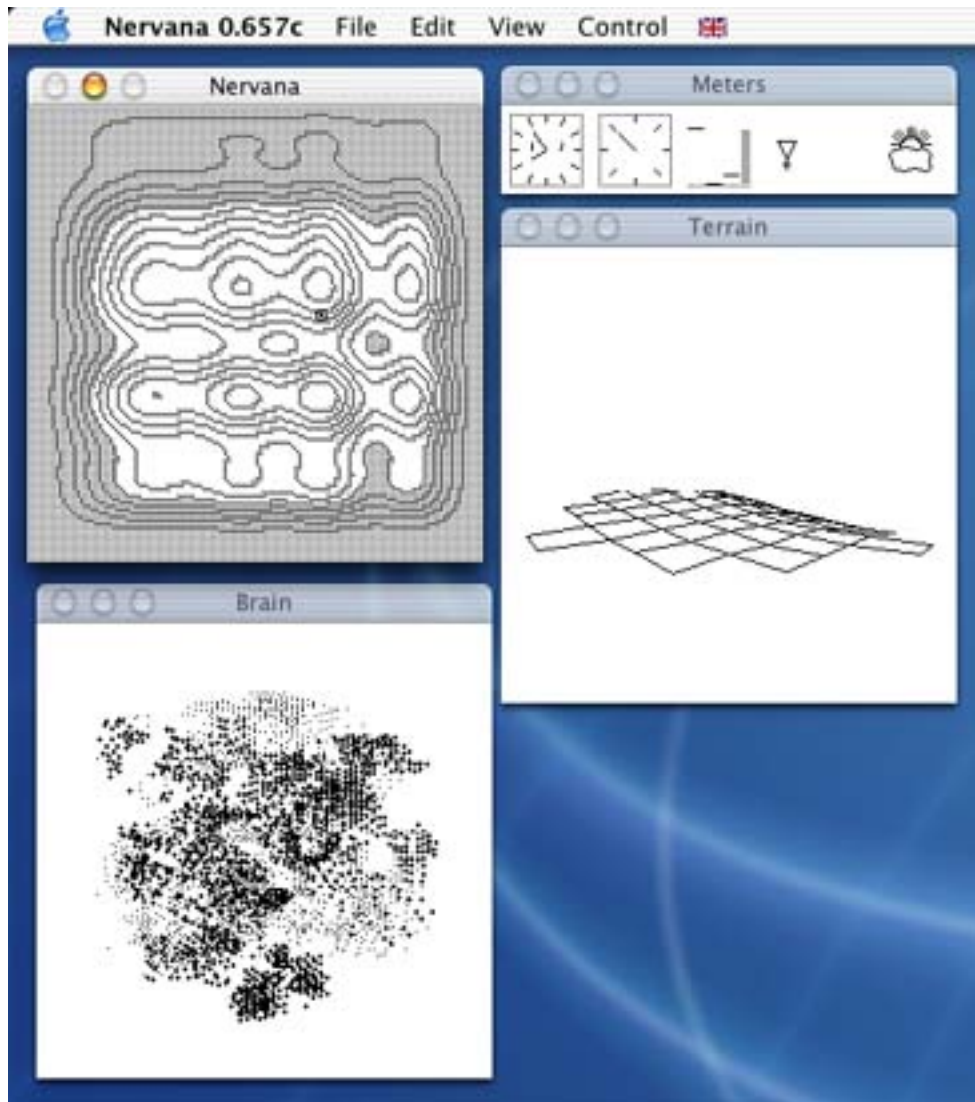 Nervana 0.657c File Edit View Control
Nervana
Meters
Terrain
Brain